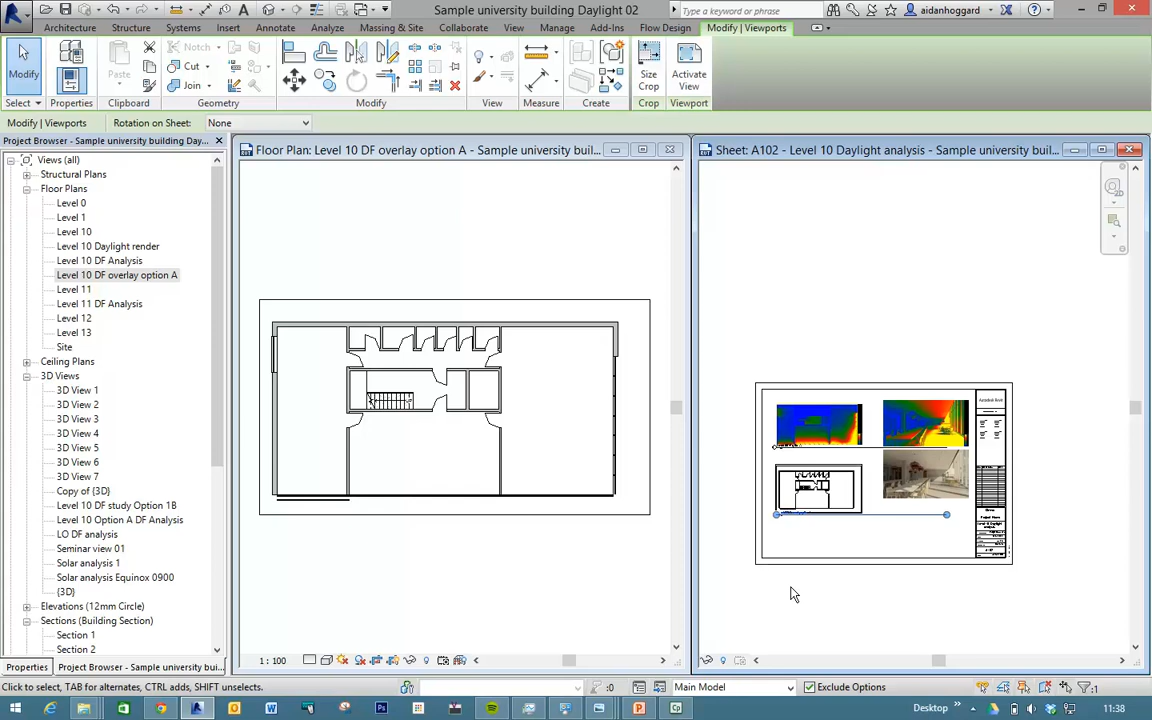 Sample university building Daylight 02
Type a keyword or phrase
aidanhoggard
Architecture Structure Systems Insert Annotate Analyze Massing & Site Collaborate View Manage Add-Ins Flow Design Modify | Viewports
Modify
Properties
Paste
Notch
Cut
Join
Size Crop
Activate View
Select Properties Clipboard Geometry Modify View Measure Create Crop Viewport
Modify | Viewports Rotation on Sheet: None
Project Browser - Sample university building Day...
Floor Plan: Level 10 DF overlay option A - Sample university buil...
Sheet: A102 - Level 10 Daylight analysis - Sample university buil...
Views (all)
Structural Plans
Floor Plans
Level 0
Level 1
Level 10
Level 10 Daylight render
Level 10 DF Analysis
Level 10 DF overlay option A
Level 11
Level 11 DF Analysis
Level 12
Level 13
Site
Ceiling Plans
3D Views
3D View 1
3D View 2
3D View 3
3D View 4
3D View 5
3D View 6
3D View 7
Copy of {3D}
Level 10 DF study Option 1B
Level 10 Option A DF Analysis
LO DF analysis
Seminar view 01
Solar analysis 1
Solar analysis Equinox 0900
{3D}
Elevations (12mm Circle)
Sections (Building Section)
Section 1
Section 2
Properties Project Browser - Sample university bui...
1 : 100
Click to select, TAB for alternates, CTRL adds, SHIFT unselects.
:0
Main Model
Exclude Options
:1
Desktop
11:38